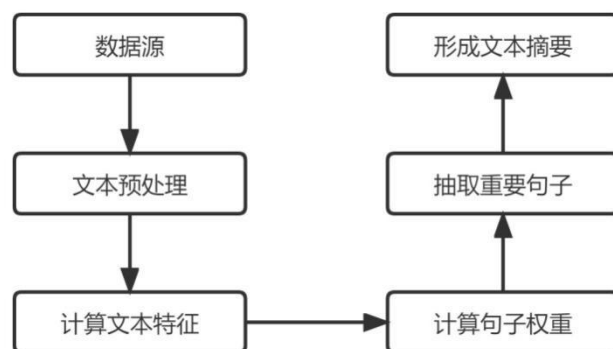 数据源
文本预处理
计算文本特征
计算句子权重
抽取重要句子
形成文本摘要